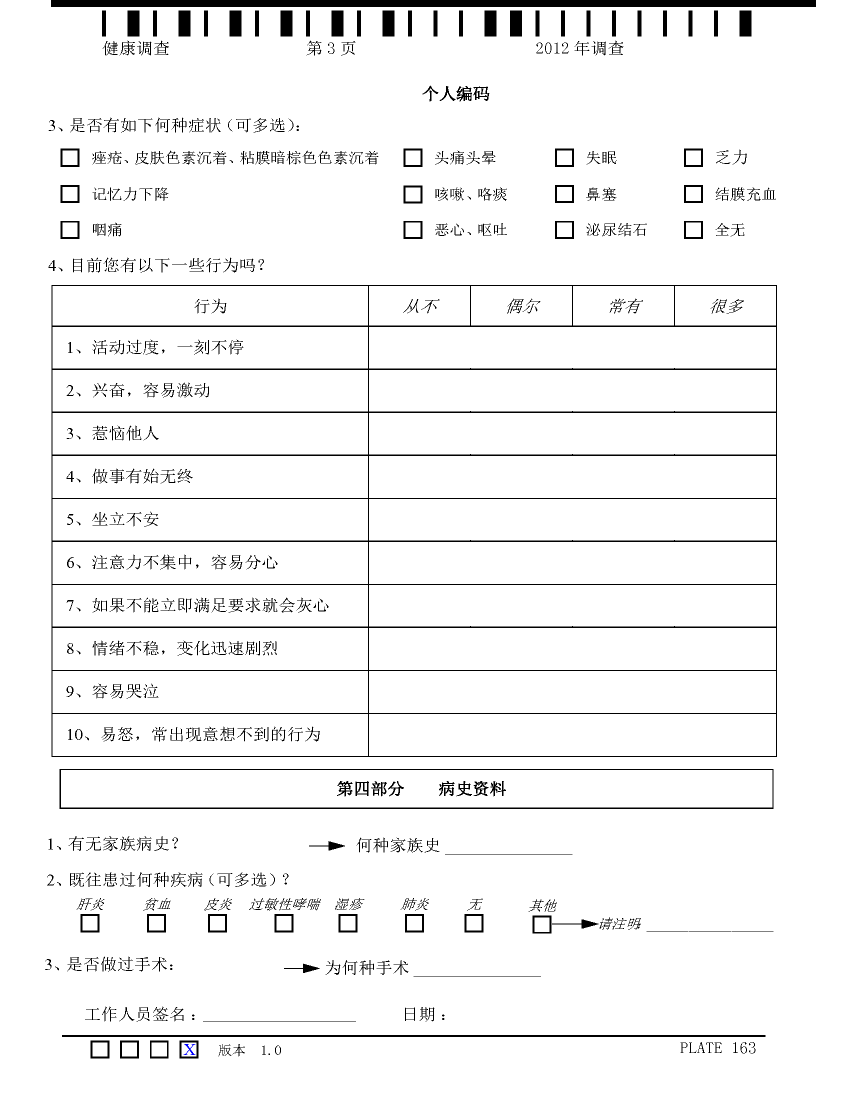 健康调查 第 3 页 2012 年调查
个人编码
3、是否有如下何种症状（可多选）：
痤疮、皮肤色素沉着、粘膜暗棕色色素沉着 头痛头晕 失眠 乏力
记忆力下降 咳嗽、咯痰 鼻塞 结膜充血
咽痛 恶心、呕吐 泌尿结石 全无
4、目前您有以下一些行为吗？
行为 从不 偶尔 常有 很多
1、活动过度，一刻不停
2、兴奋，容易激动
3、惹恼他人
4、做事有始无终
5、坐立不安
6、注意力不集中，容易分心
7、如果不能立即满足要求就会灰心
8、情绪不稳，变化迅速剧烈
9、容易哭泣
10、易怒，常出现意想不到的行为
第四部分 病史资料
1、有无家族病史？ 何种家族史 _______________
2、既往患过何种疾病（可多选）？
肝炎 贫血 皮炎 过敏性哮喘 湿疹 肺炎 无 其他
请注明: _______________
3、是否做过手术： 为何种手术 _______________
工作人员签名：__________________ 日期：
X 版本 1.0 PLATE 163